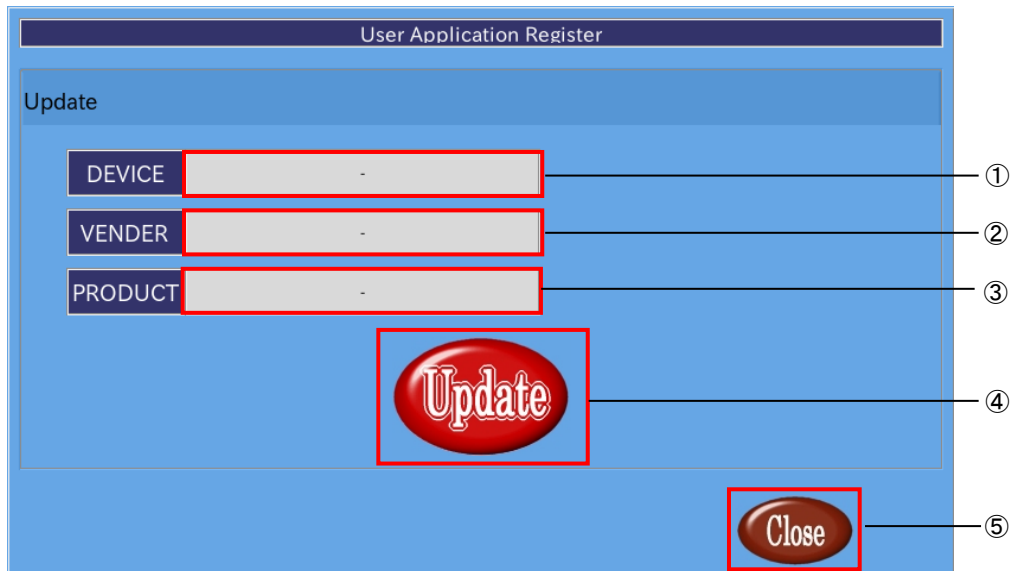 User Application Register
Update
DEVICE - ①
VENDER - ②
PRODUCT - ③
Update ④
Close ⑤